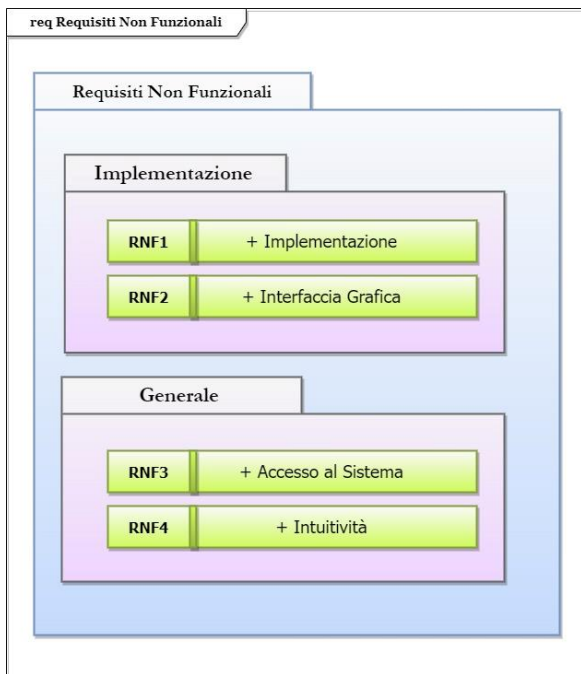 req Requisiti Non Funzionali
Requisiti Non Funzionali
Implementazione
RNF1 + Implementazione
RNF2 + Interfaccia Grafica
Generale
RNF3 + Accesso al Sistema
RNF4 + Intuitività